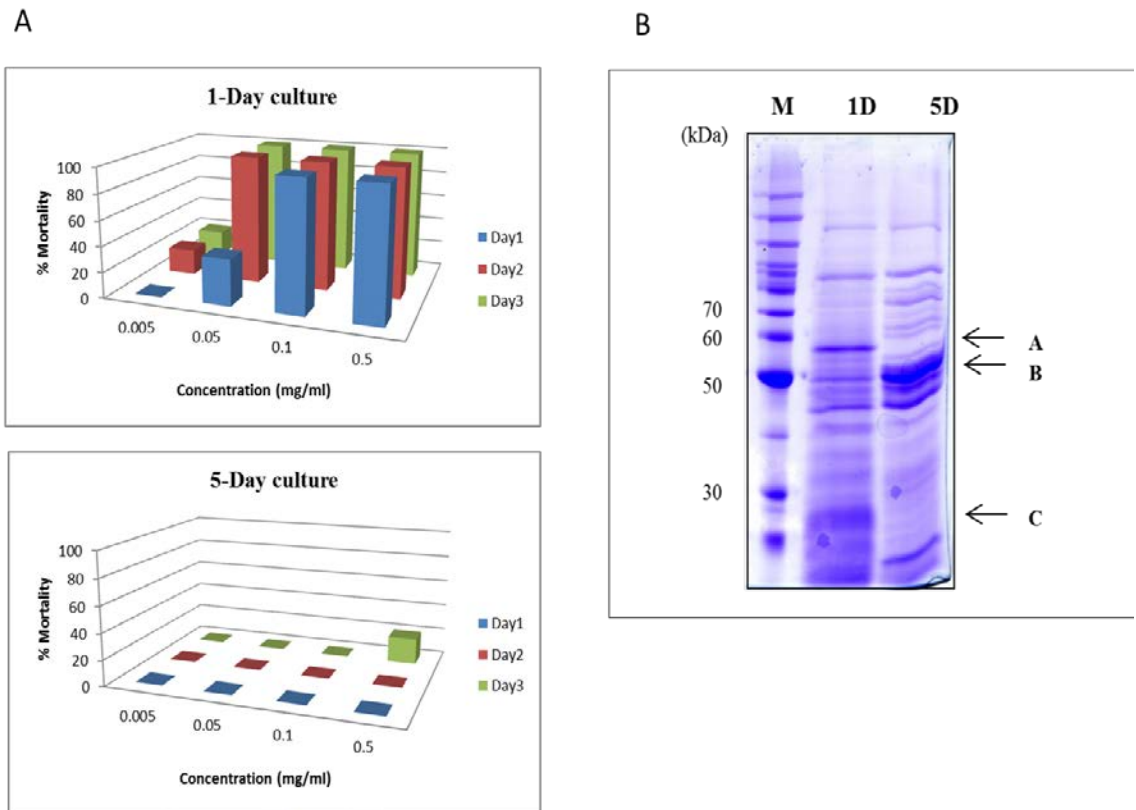 A
1-Day culture
100
80
60
40
20
0
% Mortality
0.005
0.05
0.1
0.5
Concentration (mg/ml)
Day1
Day2
Day3
5-Day culture
100
80
60
40
20
0
% Mortality
0.005
0.05
0.1
0.5
Concentration (mg/ml)
Day1
Day2
Day3
B
M 1D 5D
(kDa)
70
60
50
30
A
B
C